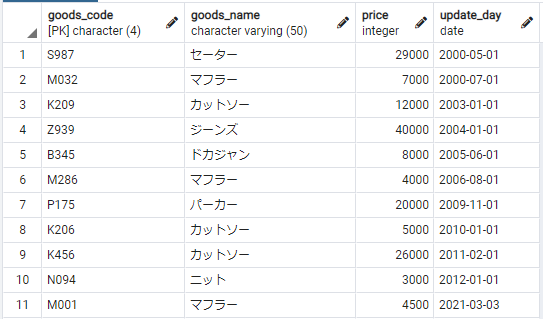 goods_code goods_name price update_day
[PK] character (4) character varying (50) integer date
1 S987 セーター 29000 2000-05-01
2 M032 マフラー 7000 2000-07-01
3 K209 カットソー 12000 2003-01-01
4 Z939 ジーンズ 40000 2004-01-01
5 B345 ドカジャン 8000 2005-06-01
6 M286 マフラー 4000 2006-08-01
7 P175 パーカー 20000 2009-11-01
8 K206 カットソー 5000 2010-01-01
9 K456 カットソー 26000 2011-02-01
10 N094 ニット 3000 2012-01-01
11 M001 マフラー 4500 2021-03-03